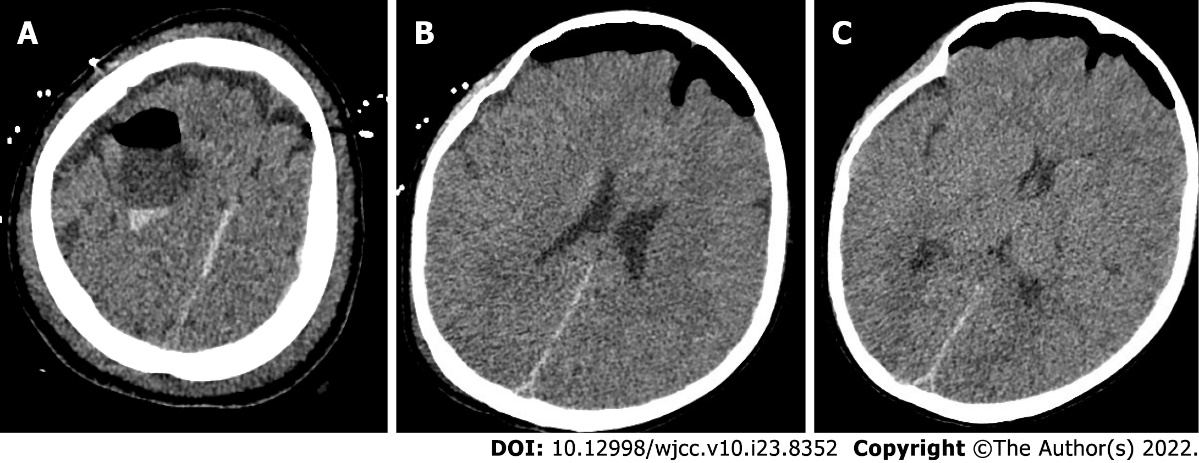 A
B
C
DOI: 10.12998/wjcc.v10.i23.8352 Copyright ©The Author(s) 2022.